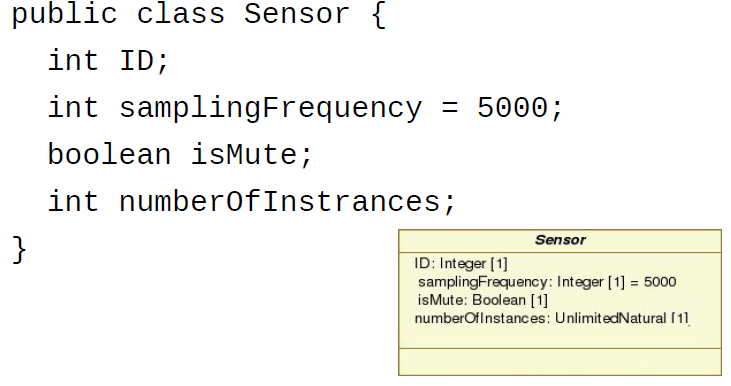 public class Sensor {
int ID;
int samplingFrequency = 5000;
boolean isMute;
int numberOfInstrances;
}
Sensor
ID: Integer [1]
samplingFrequency: Integer [1] = 5000
isMute: Boolean [1]
numberOfInstances: UnlimitedNatural [1]